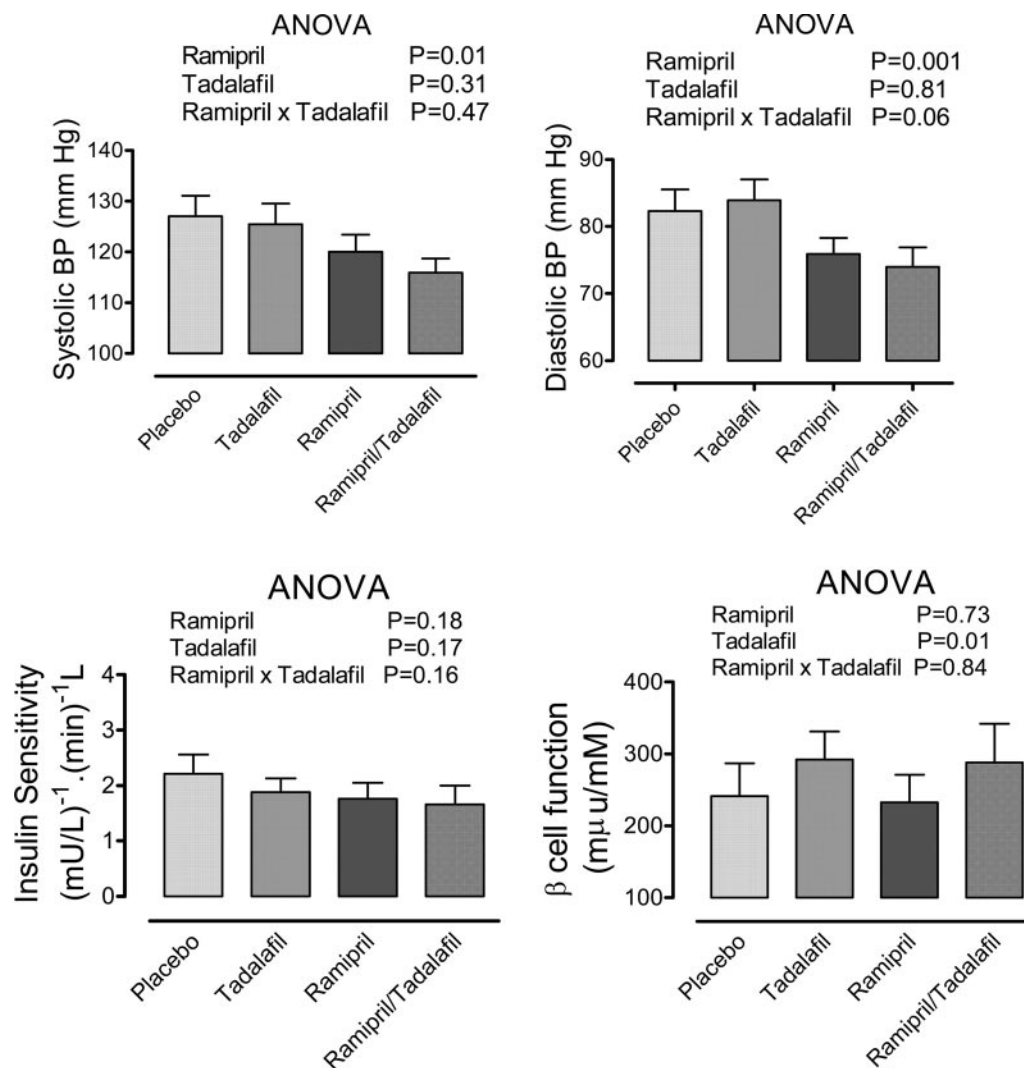 ANOVA
Ramipril P=0.01
Tadalafil P=0.31
Ramipril x Tadalafil P=0.47
Systolic BP (mm Hg)
140
130
120
110
100
Placebo
Tadalafil
Ramipril
Ramipril/Tadalafil
ANOVA
Ramipril P=0.001
Tadalafil P=0.81
Ramipril x Tadalafil P=0.06
Diastolic BP (mm Hg)
90
80
70
60
Placebo
Tadalafil
Ramipril
Ramipril/Tadalafil
ANOVA
Ramipril P=0.18
Tadalafil P=0.17
Ramipril x Tadalafil P=0.16
Insulin Sensitivity
(mU/L)⁻¹.(min)⁻¹L
4
3
2
1
0
Placebo
Tadalafil
Ramipril
Ramipril/Tadalafil
ANOVA
Ramipril P=0.73
Tadalafil P=0.01
Ramipril x Tadalafil P=0.84
β cell function
(mμ u/mM)
400
300
200
100
Placebo
Tadalafil
Ramipril
Ramipril/Tadalafil